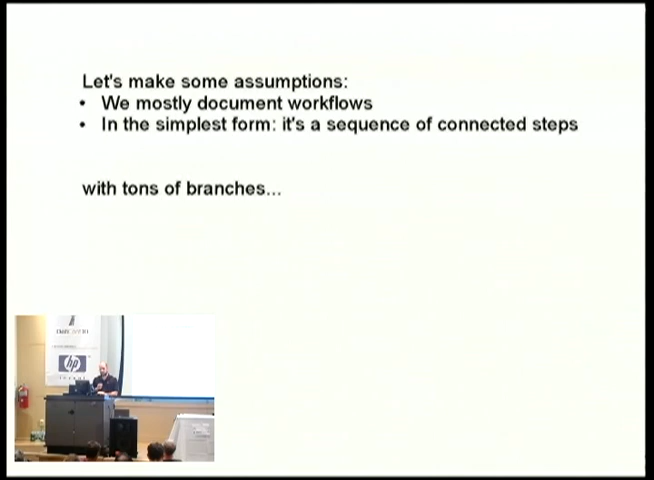 Let's make some assumptions:
• We mostly document workflows
• In the simplest form: it's a sequence of connected steps
with tons of branches...
hp